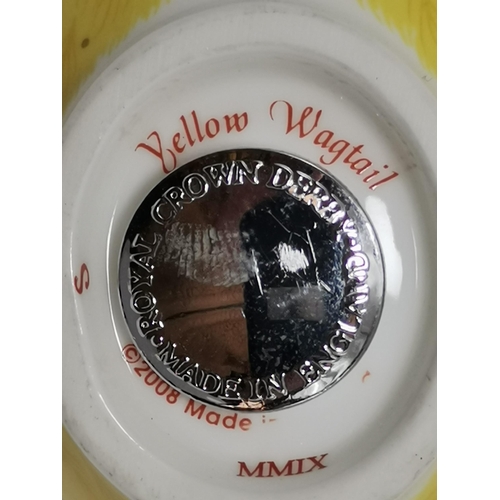 Yellow Wagtail
ROYAL CROWN DERBY
MADE IN ENGLAND
S
©2008 Made
MMIX